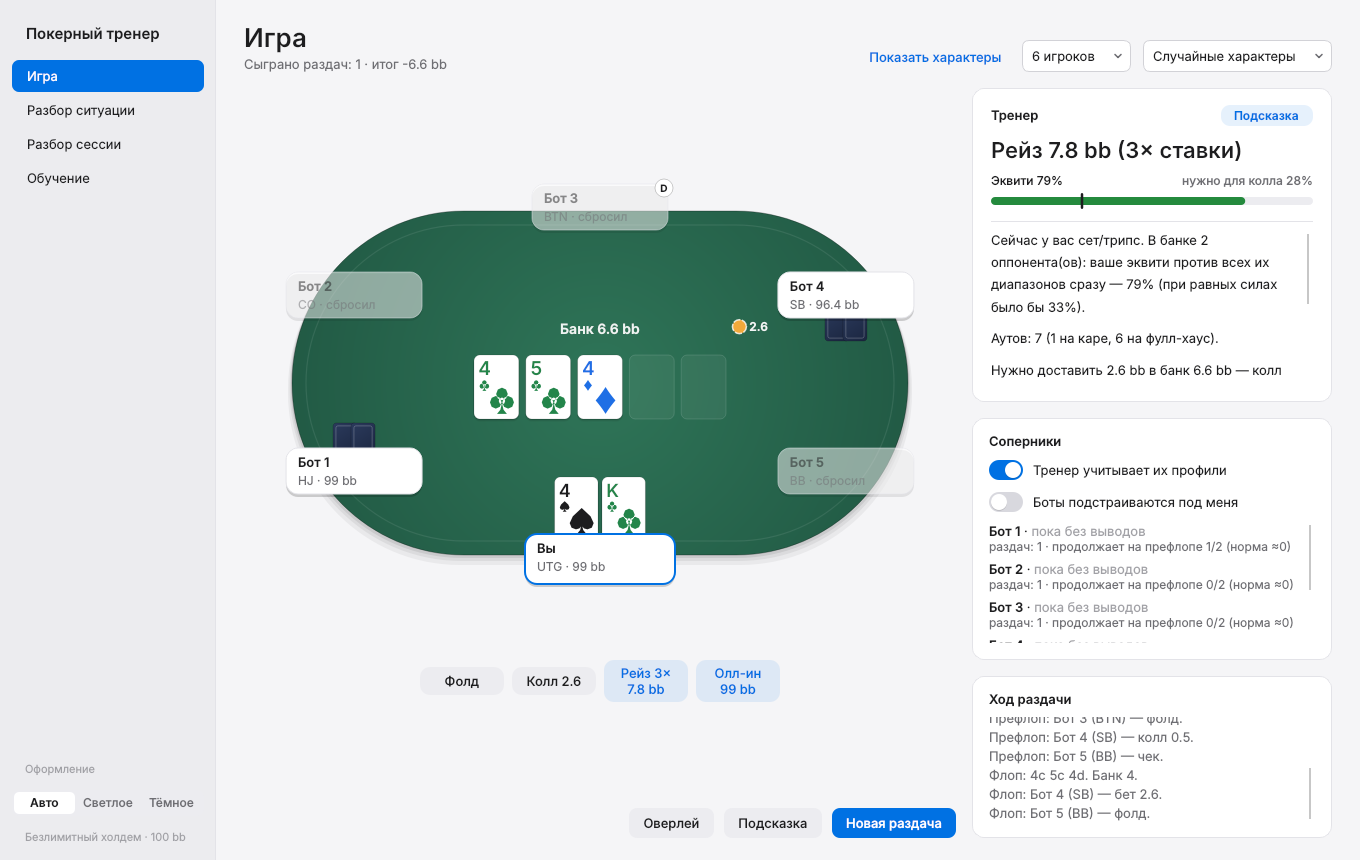 Покерный тренер
Игра
Разбор ситуации
Разбор сессии
Обучение
Оформление
Авто
Светлое
Тёмное
Безлимитный холдем · 100 bb
Игра
Сыграно раздач: 1 · итог -6.6 bb
Показать характеры
6 игроков
Случайные характеры
Бот 3
BTN · сбросил
D
Бот 2
CO · сбросил
Бот 4
SB · 96.4 bb
Банк 6.6 bb
2.6
4
5
4
Бот 1
HJ · 99 bb
Бот 5
BB · сбросил
4
K
Вы
UTG · 99 bb
Фолд
Колл 2.6
Рейз 3×
7.8 bb
Олл-ин
99 bb
Оверлей
Подсказка
Новая раздача
Тренер
Подсказка
Рейз 7.8 bb (3× ставки)
Эквити 79%
нужно для колла 28%
Сейчас у вас сет/трипс. В банке 2
оппонента(ов): ваше эквити против всех их
диапазонов сразу — 79% (при равных силах
было бы 33%).
Аутов: 7 (1 на каре, 6 на фулл-хаус).
Нужно доставить 2.6 bb в банк 6.6 bb — колл
Соперники
Тренер учитывает их профили
Боты подстраиваются под меня
Бот 1 · пока без выводов
раздач: 1 · продолжает на префлопе 1/2 (норма ≈0)
Бот 2 · пока без выводов
раздач: 1 · продолжает на префлопе 0/2 (норма ≈0)
Бот 3 · пока без выводов
раздач: 1 · продолжает на префлопе 0/2 (норма ≈0)
Ход раздачи
Префлоп: Бот 3 (BTN) — фолд.
Префлоп: Бот 4 (SB) — колл 0.5.
Префлоп: Бот 5 (BB) — чек.
Флоп: 4c 5c 4d. Банк 4.
Флоп: Бот 4 (SB) — бет 2.6.
Флоп: Бот 5 (BB) — фолд.